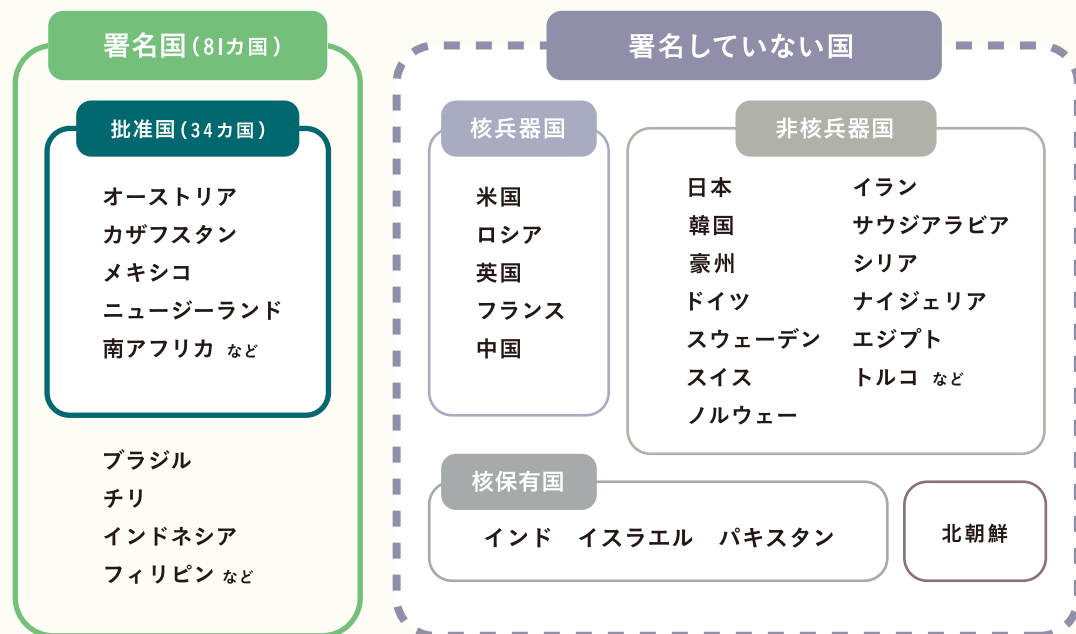 署名国(81カ国)
批准国(34カ国)
オーストリア
カザフスタン
メキシコ
ニュージーランド
南アフリカ など
ブラジル
チリ
インドネシア
フィリピン など
署名していない国
核兵器国
米国
ロシア
英国
フランス
中国
非核兵器国
日本
韓国
豪州
ドイツ
スウェーデン
スイス
ノルウェー
イラン
サウジアラビア
シリア
ナイジェリア
エジプト
トルコ など
核保有国
インド イスラエル パキスタン
北朝鮮